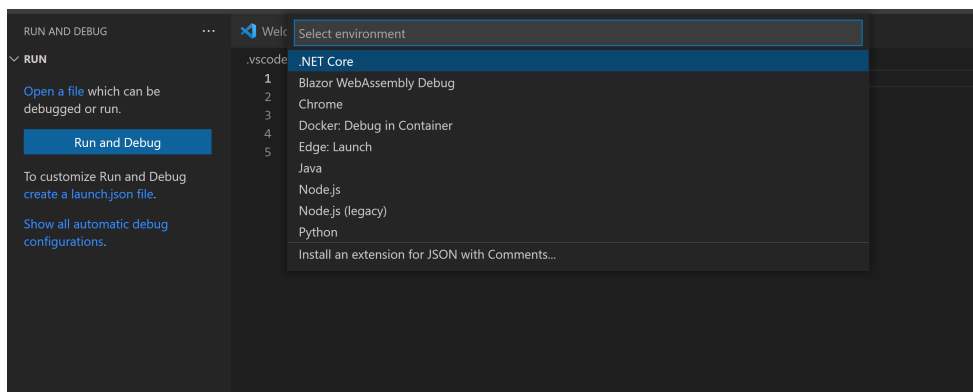 RUN AND DEBUG
RUN
Open a file which can be
debugged or run.
Run and Debug
To customize Run and Debug
create a launch.json file.
Show all automatic debug
configurations.
.vscode
1
2
3
4
5
Select environment
.NET Core
Blazor WebAssembly Debug
Chrome
Docker: Debug in Container
Edge: Launch
Java
Node.js
Node.js (legacy)
Python
Install an extension for JSON with Comments...